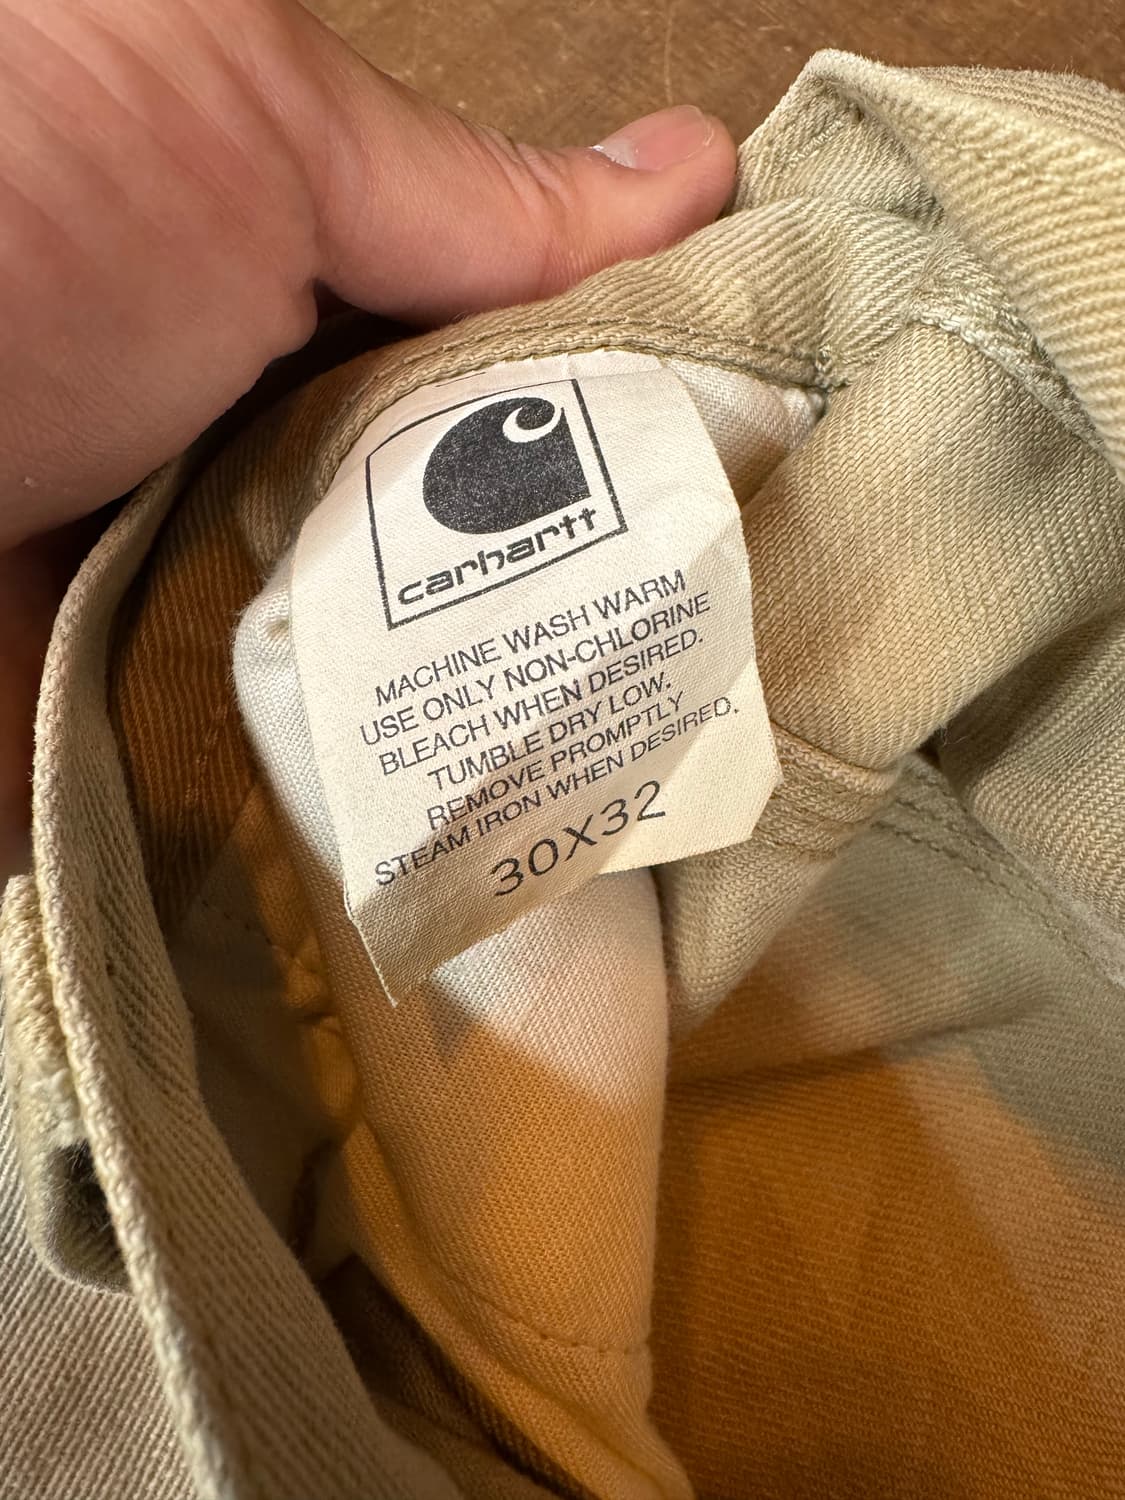 carhartt
MACHINE WASH WARM
USE ONLY NON-CHLORINE
BLEACH WHEN DESIRED.
TUMBLE DRY LOW.
REMOVE PROMPTLY
STEAM IRON WHEN DESIRED.
30X32